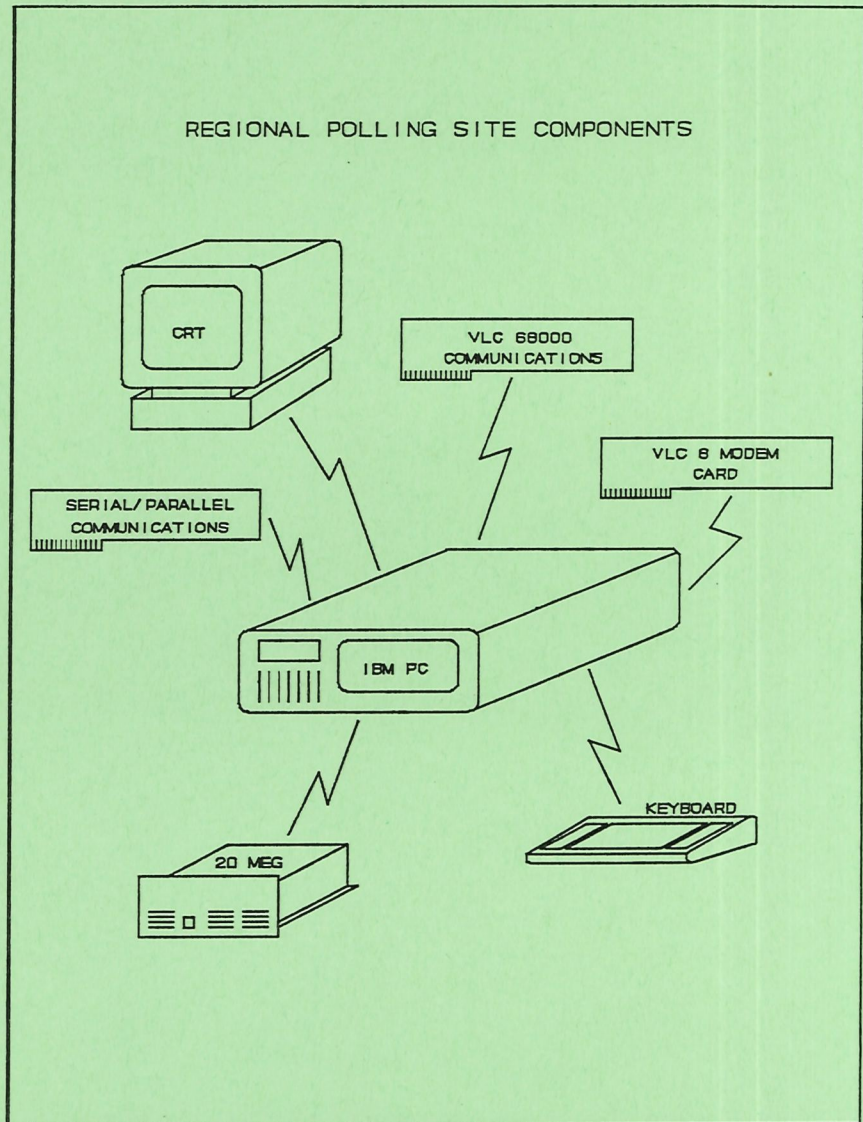 REGIONAL POLLING SITE COMPONENTS
CRT
VLC 68000
COMMUNICATIONS
VLC 8 MODEM
CARD
SERIAL/PARALLEL
COMMUNICATIONS
IBM PC
KEYBOARD
20 MEG